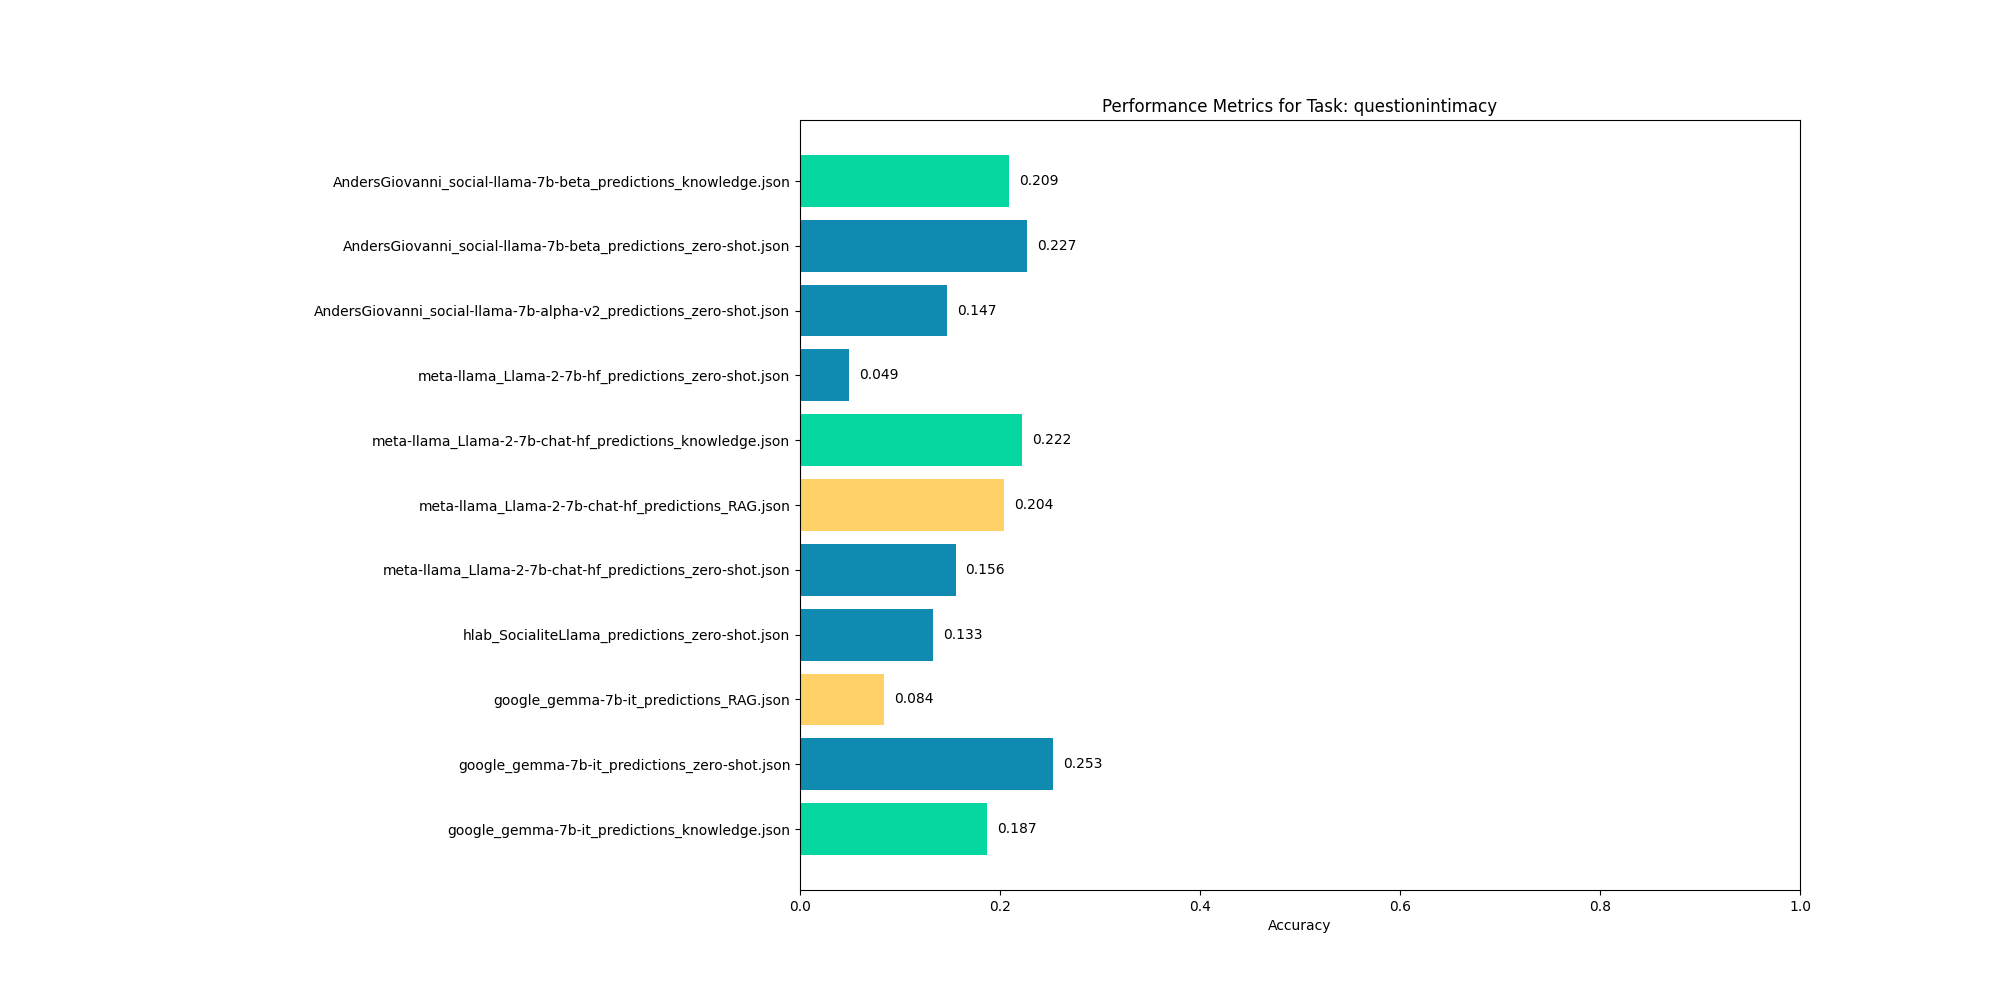 Performance Metrics for Task: questionintimacy
AndersGiovanni_social-llama-7b-beta_predictions_knowledge.json
0.209
AndersGiovanni_social-llama-7b-beta_predictions_zero-shot.json
0.227
AndersGiovanni_social-llama-7b-alpha-v2_predictions_zero-shot.json
0.147
meta-llama_Llama-2-7b-hf_predictions_zero-shot.json
0.049
meta-llama_Llama-2-7b-chat-hf_predictions_knowledge.json
0.222
meta-llama_Llama-2-7b-chat-hf_predictions_RAG.json
0.204
meta-llama_Llama-2-7b-chat-hf_predictions_zero-shot.json
0.156
hlab_SocialiteLlama_predictions_zero-shot.json
0.133
google_gemma-7b-it_predictions_RAG.json
0.084
google_gemma-7b-it_predictions_zero-shot.json
0.253
google_gemma-7b-it_predictions_knowledge.json
0.187
0.0 0.2 0.4 0.6 0.8 1.0
Accuracy